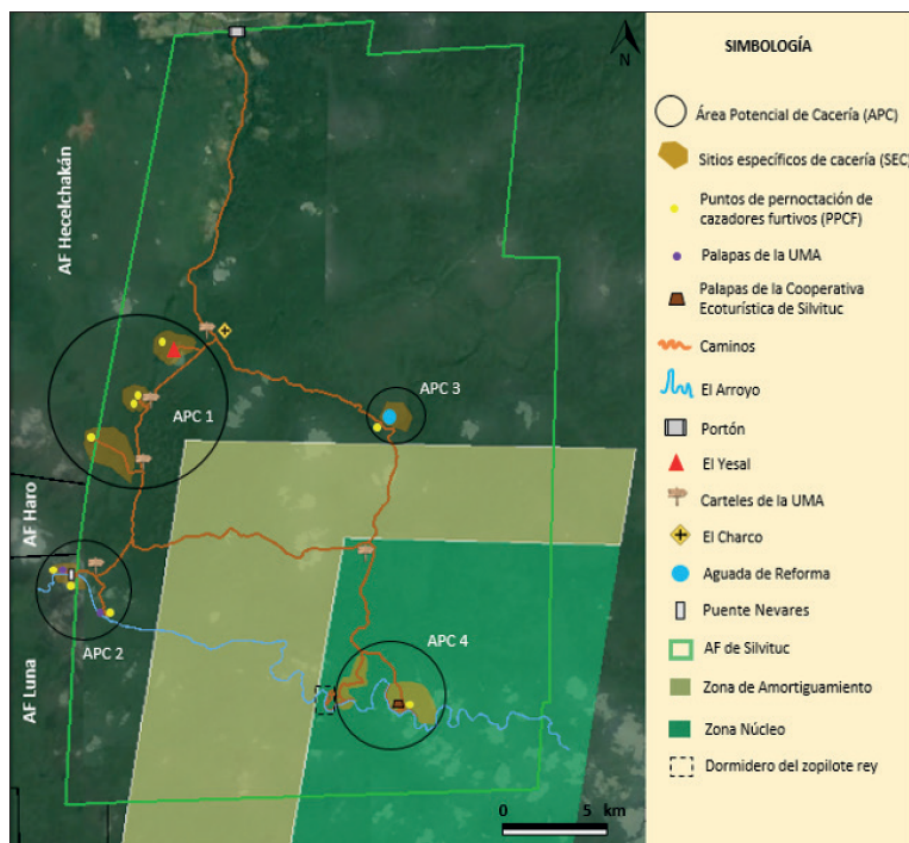 AF Hecelchakán
AF Haro
AF Luna
APC 1
APC 2
APC 3
APC 4
N
0 5 km
SIMBOLOGÍA
Área Potencial de Cacería (APC)
Sitios específicos de cacería (SEC)
Puntos de pernoctación de
cazadores furtivos (PPCF)
Palapas de la UMA
Palapas de la Cooperativa
Ecoturística de Silvituc
Caminos
El Arroyo
Portón
El Yesal
Carteles de la UMA
El Charco
Aguada de Reforma
Puente Nevares
AF de Silvituc
Zona de Amortiguamiento
Zona Núcleo
Dormidero del zopilote rey